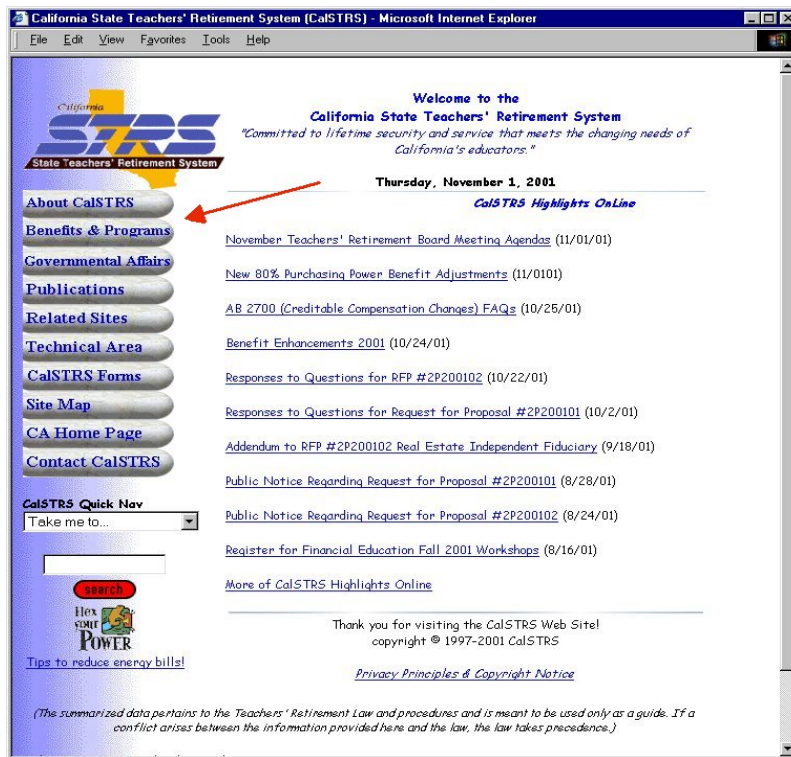 California State Teachers' Retirement System (CalSTRS) - Microsoft Internet Explorer
File Edit View Favorites Tools Help
California
STRS
State Teachers' Retirement System
Welcome to the
California State Teachers' Retirement System
"Committed to lifetime security and service that meets the changing needs of
California's educators."
Thursday, November 1, 2001
CalSTRS Highlights OnLine
About CalSTRS
Benefits & Programs
Governmental Affairs
Publications
Related Sites
Technical Area
CalSTRS Forms
Site Map
CA Home Page
Contact CalSTRS
CalSTRS Quick Nav
Take me to...
search
Flex
your
POWER
Tips to reduce energy bills!
November Teachers' Retirement Board Meeting Agendas (11/01/01)
New 80% Purchasing Power Benefit Adjustments (11/0101)
AB 2700 (Creditable Compensation Changes) FAQs (10/25/01)
Benefit Enhancements 2001 (10/24/01)
Responses to Questions for RFP #2P200102 (10/22/01)
Responses to Questions for Request for Proposal #2P200101 (10/2/01)
Addendum to RFP #2P200102 Real Estate Independent Fiduciary (9/18/01)
Public Notice Regarding Request for Proposal #2P200101 (8/28/01)
Public Notice Regarding Request for Proposal #2P200102 (8/24/01)
Register for Financial Education Fall 2001 Workshops (8/16/01)
More of CalSTRS Highlights Online
Thank you for visiting the CalSTRS Web Site!
copyright © 1997-2001 CalSTRS
Privacy Principles & Copyright Notice
(The summarized data pertains to the Teachers' Retirement Law and procedures and is meant to be used only as a guide. If a
conflict arises between the information provided here and the law, the law takes precedence.)